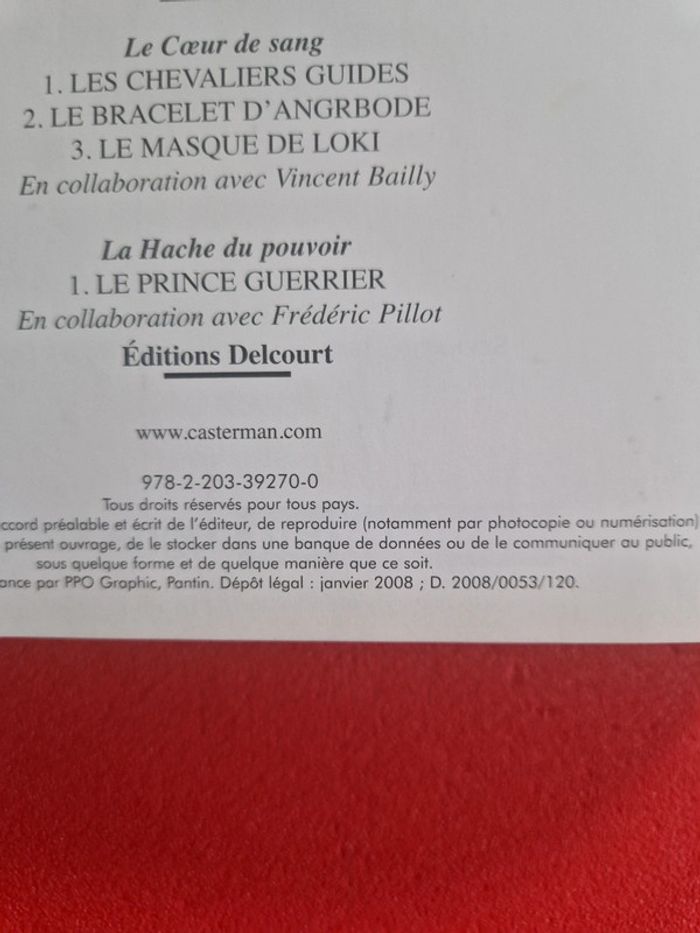 Le Cœur de sang
1. LES CHEVALIERS GUIDES
2. LE BRACELET D'ANGRBODE
3. LE MASQUE DE LOKI
En collaboration avec Vincent Bailly
La Hache du pouvoir
1. LE PRINCE GUERRIER
En collaboration avec Frédéric Pillot
Éditions Delcourt
www.casterman.com
978-2-203-39270-0
Tous droits réservés pour tous pays.
ccord préalable et écrit de l'éditeur, de reproduire (notamment par photocopie ou numérisation)
présent ouvrage, de le stocker dans une banque de données ou de le communiquer au public,
sous quelque forme et de quelque manière que ce soit.
ance par PPO Graphic, Pantin. Dépôt légal : janvier 2008 ; D. 2008/0053/120.